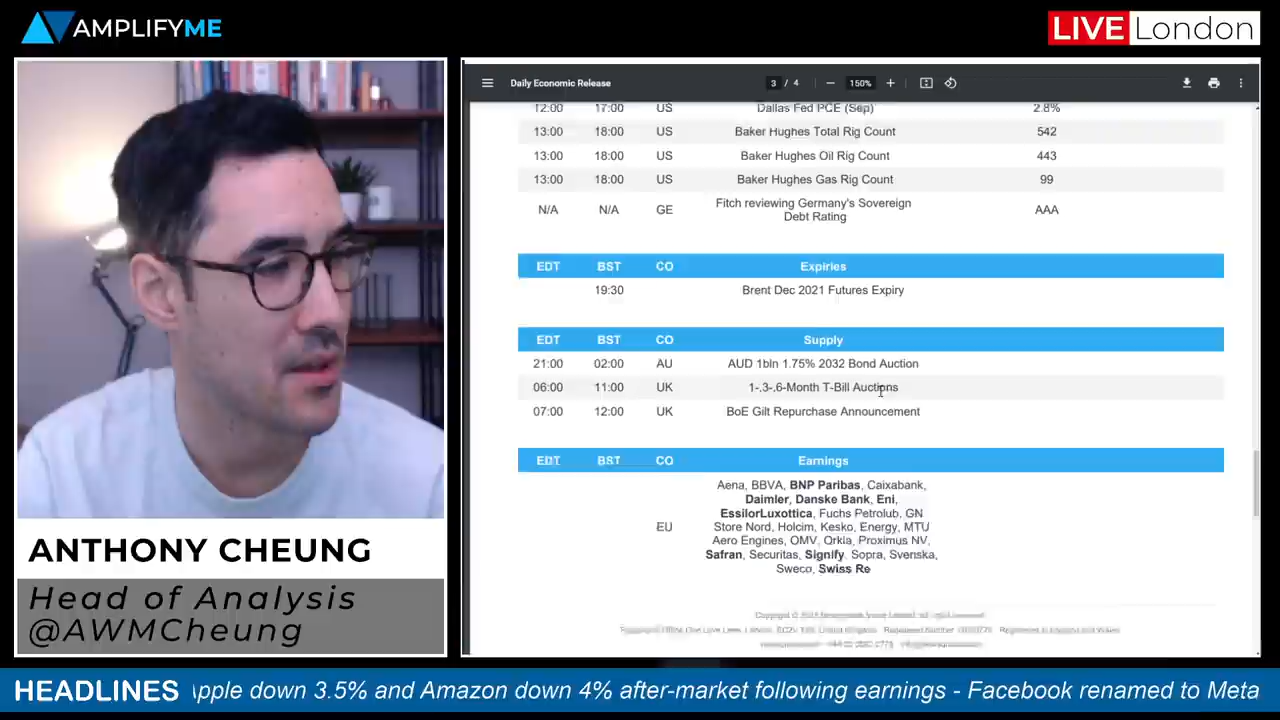 AMPLIFYME
LIVE London
Daily Economic Release
3 / 4
150%
12:00 17:00 US Dallas Fed PCE (Sep) 2.8%
13:00 18:00 US Baker Hughes Total Rig Count 542
13:00 18:00 US Baker Hughes Oil Rig Count 443
13:00 18:00 US Baker Hughes Gas Rig Count 99
N/A N/A GE Fitch reviewing Germany's Sovereign
Debt Rating AAA
EDT BST CO Expiries
19:30 Brent Dec 2021 Futures Expiry
EDT BST CO Supply
21:00 02:00 AU AUD 1bln 1.75% 2032 Bond Auction
06:00 11:00 UK 1-.3-.6-Month T-Bill Auctions
07:00 12:00 UK BoE Gilt Repurchase Announcement
EDT BST CO Earnings
EU
Aena, BBVA, BNP Paribas, Caixabank,
Daimler, Danske Bank, Eni,
EssilorLuxottica, Fuchs Petrolub, GN
Store Nord, Holcim, Kesko, Energy, MTU
Aero Engines, OMV, Orkla, Proximus NV,
Safran, Securitas, Signify, Sopra, Svenska,
Sweco, Swiss Re
ANTHONY CHEUNG
Head of Analysis
@AWMCheung
HEADLINES Apple down 3.5% and Amazon down 4% after-market following earnings - Facebook renamed to Meta